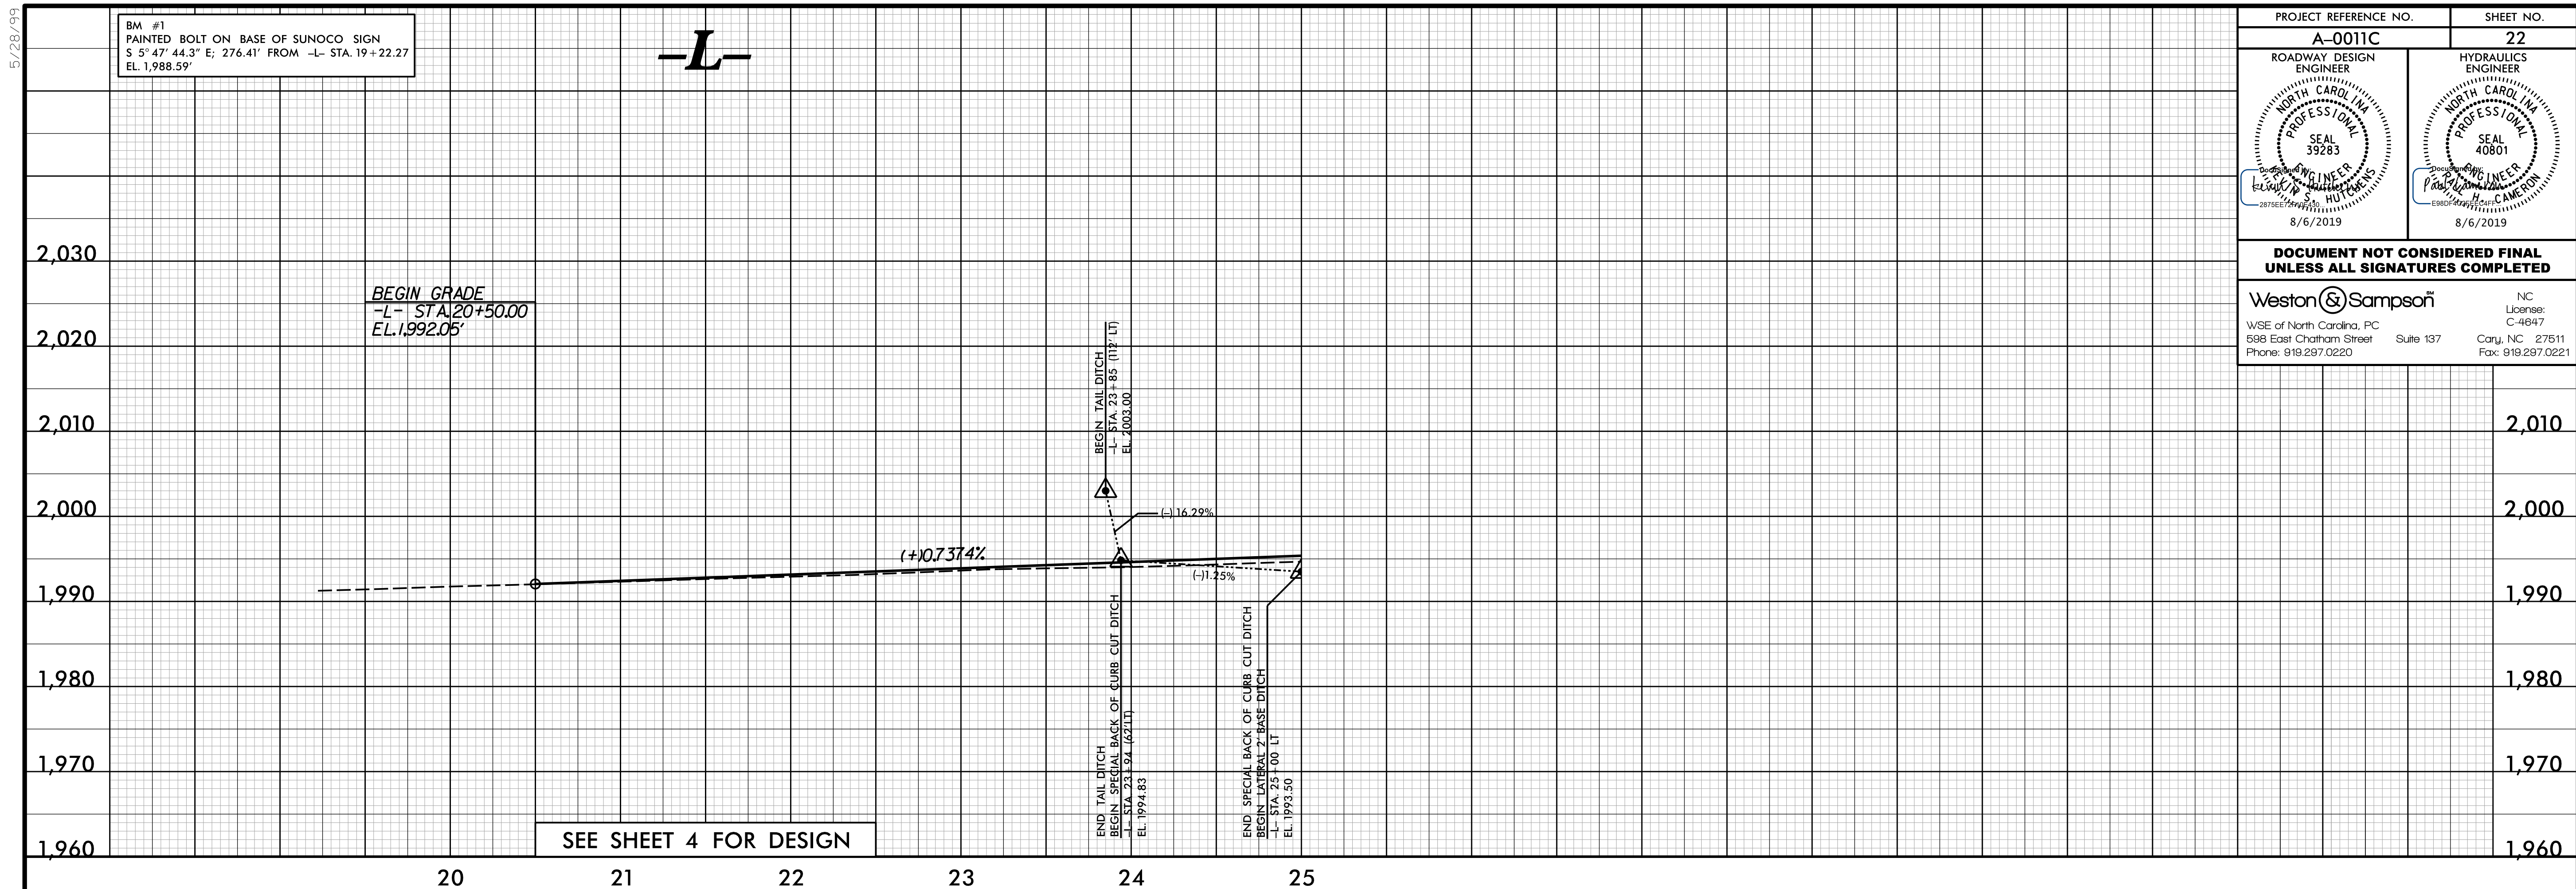 5/28/99
BM #1
PAINTED BOLT ON BASE OF SUNOCO SIGN
S 5° 47' 44.3" E; 276.41' FROM -L- STA. 19+22.27
EL. 1,988.59'
–L–
PROJECT REFERENCE NO.
SHEET NO.
A–0011C
22
ROADWAY DESIGN
ENGINEER
HYDRAULICS
ENGINEER
NORTH CAROLINA
PROFESSIONAL
SEAL
39283
ENGINEER
KEVIN S. HUTCHENS
8/6/2019
NORTH CAROLINA
PROFESSIONAL
SEAL
40801
ENGINEER
PAUL H. CAMERON
8/6/2019
DOCUMENT NOT CONSIDERED FINAL
UNLESS ALL SIGNATURES COMPLETED
Weston & Sampson℠
WSE of North Carolina, PC
598 East Chatham Street Suite 137
Phone: 919.297.0220
NC
License:
C-4647
Cary, NC 27511
Fax: 919.297.0221
2,030
2,020
2,010
2,000
1,990
1,980
1,970
1,960
BEGIN GRADE
-L- STA.20+50.00
EL.1,992.05'
(+)0.7374%
BEGIN TAIL DITCH
-L- STA. 23+85 (112' LT)
EL. 2003.00
(–) 16.29%
(–)1.25%
END TAIL DITCH
BEGIN SPECIAL BACK OF CURB CUT DITCH
-L- STA. 23+94 (62'LT)
EL. 1994.83
END SPECIAL BACK OF CURB CUT DITCH
BEGIN LATERAL 2' BASE DITCH
-L- STA. 25+00 LT
EL. 1993.50
SEE SHEET 4 FOR DESIGN
2,010
2,000
1,990
1,980
1,970
1,960
20
21
22
23
24
25